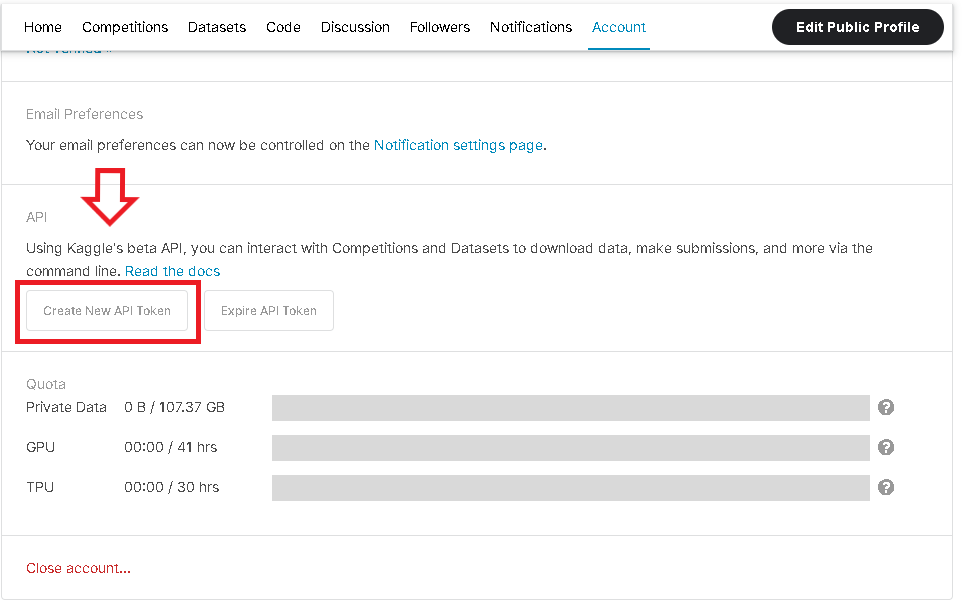 Home Competitions Datasets Code Discussion Followers Notifications Account Edit Public Profile
Email Preferences
Your email preferences can now be controlled on the Notification settings page.
API
Using Kaggle's beta API, you can interact with Competitions and Datasets to download data, make submissions, and more via the
command line. Read the docs
Create New API Token Expire API Token
Quota
Private Data 0 B / 107.37 GB ?
GPU 00:00 / 41 hrs ?
TPU 00:00 / 30 hrs ?
Close account...